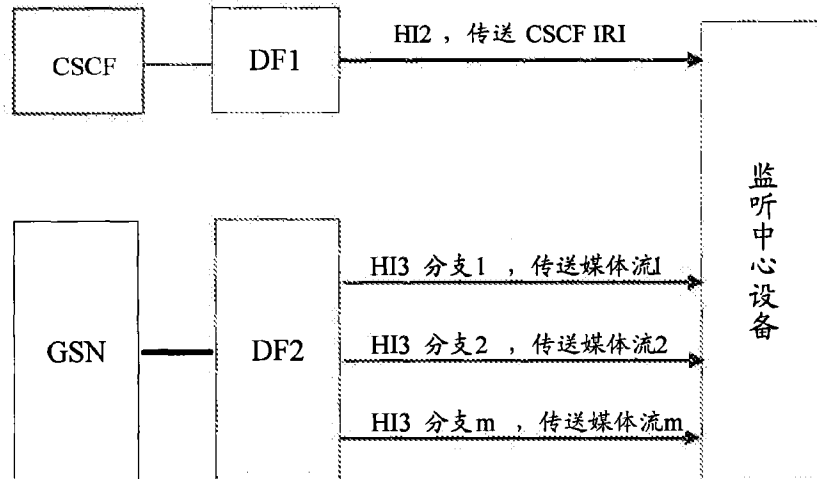 CSCF
DF1
HI2，传送 CSCF IRI
GSN
DF2
HI3 分支1 ，传送媒体流1
HI3 分支2 ，传送媒体流2
HI3 分支m ，传送媒体流m
监听中心设备